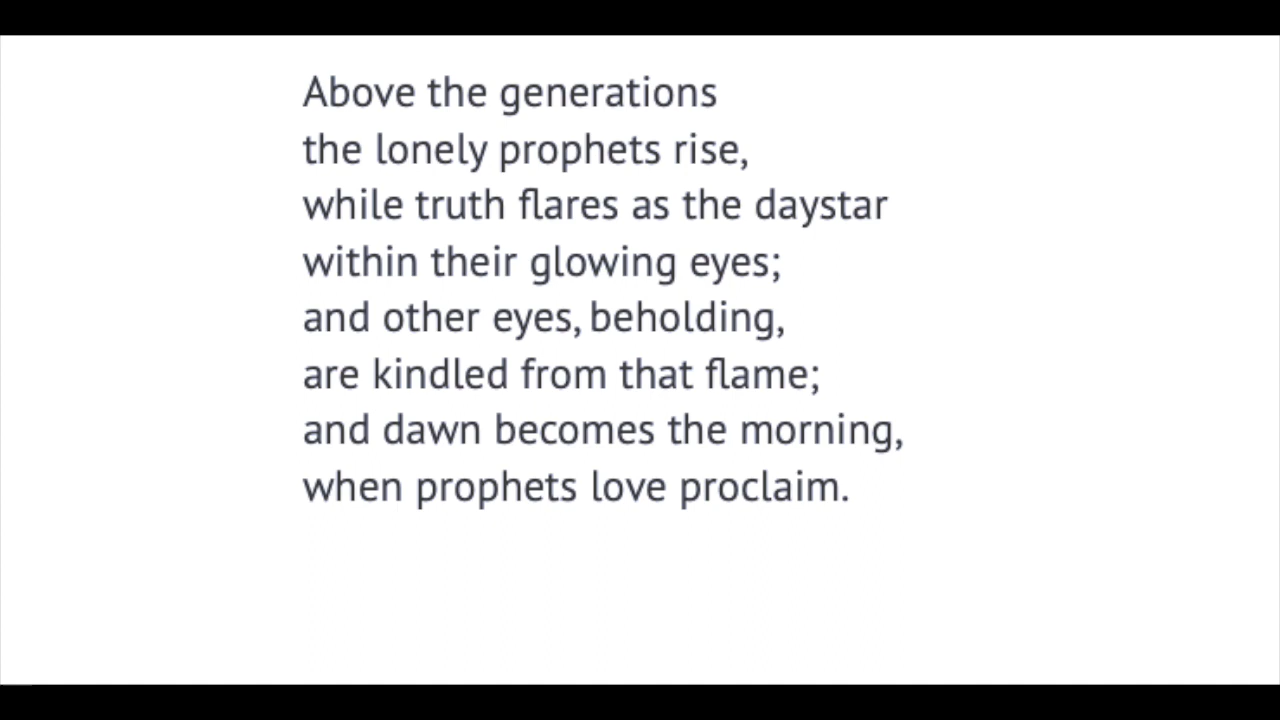 Above the generations
the lonely prophets rise,
while truth flares as the daystar
within their glowing eyes;
and other eyes, beholding,
are kindled from that flame;
and dawn becomes the morning,
when prophets love proclaim.